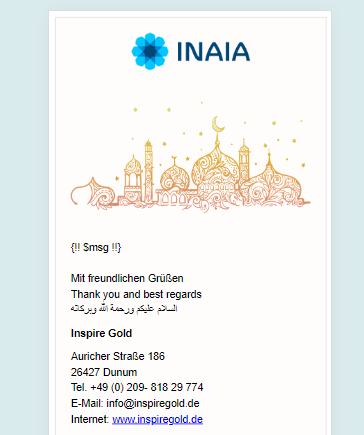 INAIA
{!! $msg !!}
Mit freundlichen Grüßen
Thank you and best regards
السلام عليكم ورحمة الله وبركاته
Inspire Gold
Auricher Straße 186
26427 Dunum
Tel. +49 (0) 209- 818 29 774
E-Mail: info@inspiregold.de
Internet: www.inspiregold.de